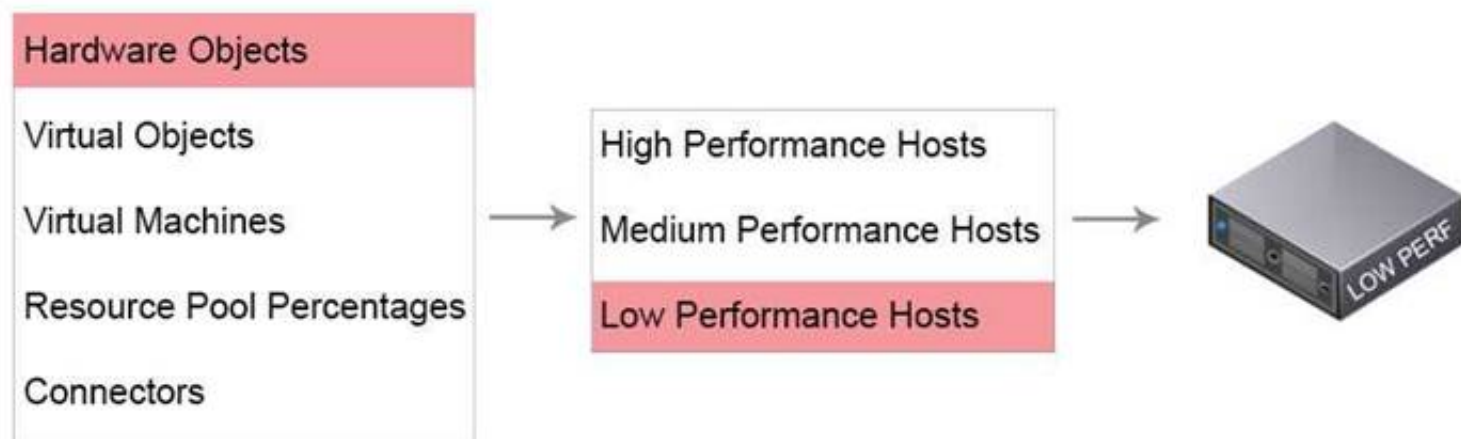 Hardware Objects
Virtual Objects
Virtual Machines
Resource Pool Percentages
Connectors
High Performance Hosts
Medium Performance Hosts
Low Performance Hosts
LOW PERF